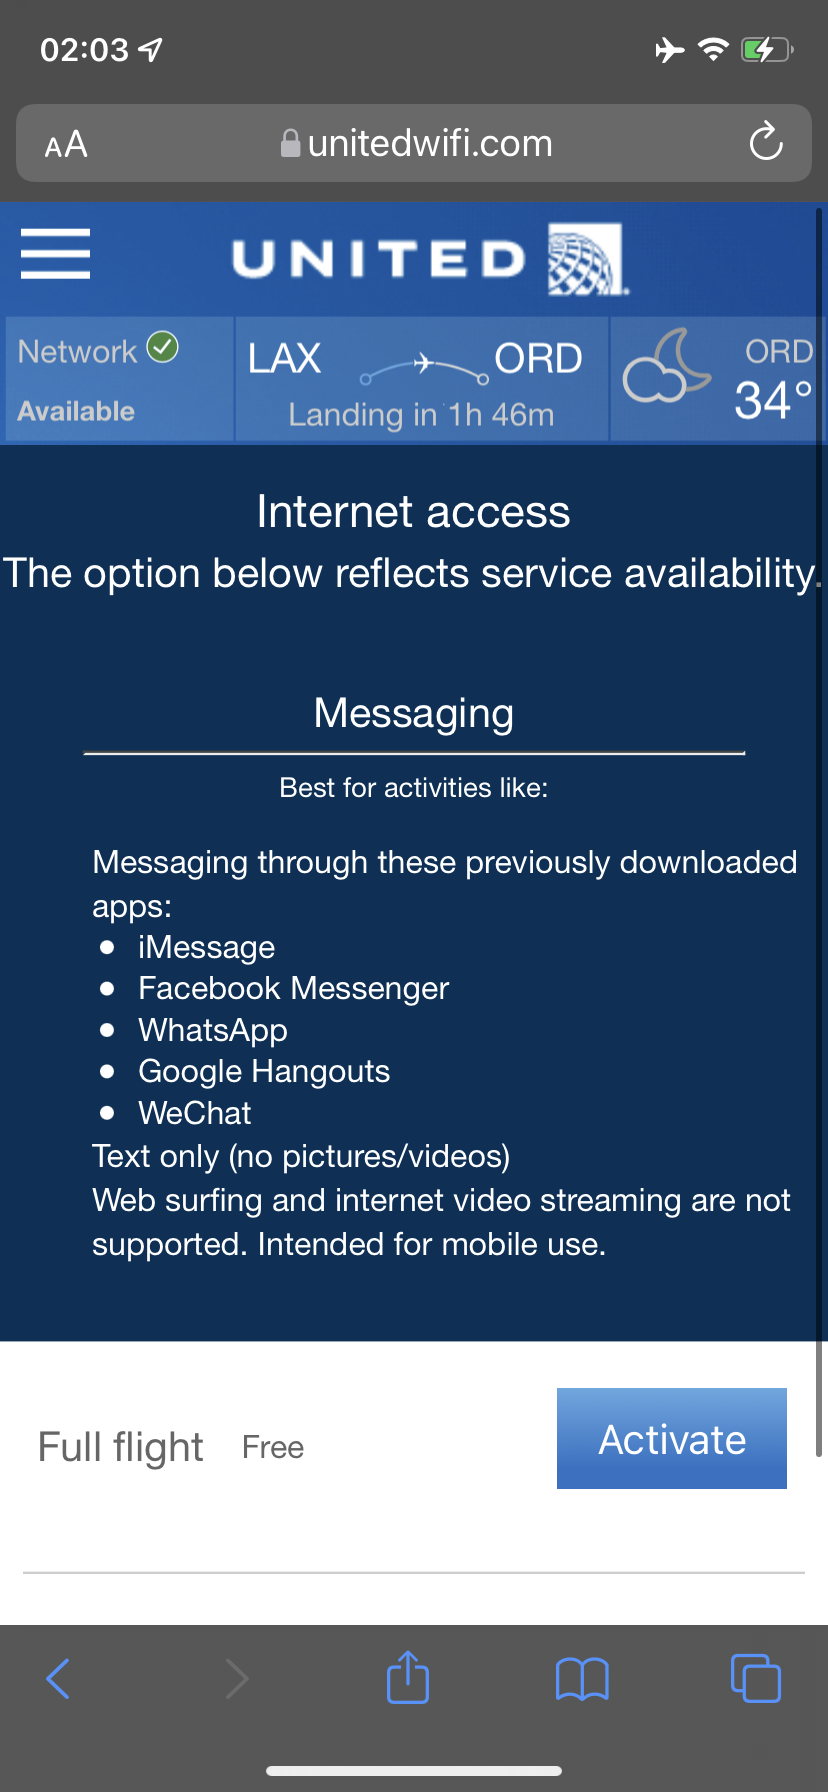 02:03
AA unitedwifi.com
UNITED
Network
Available
LAX ORD
Landing in 1h 46m
ORD
34°
Internet access
The option below reflects service availability.
Messaging
Best for activities like:
Messaging through these previously downloaded
apps:
• iMessage
• Facebook Messenger
• WhatsApp
• Google Hangouts
• WeChat
Text only (no pictures/videos)
Web surfing and internet video streaming are not
supported. Intended for mobile use.
Full flight Free
Activate